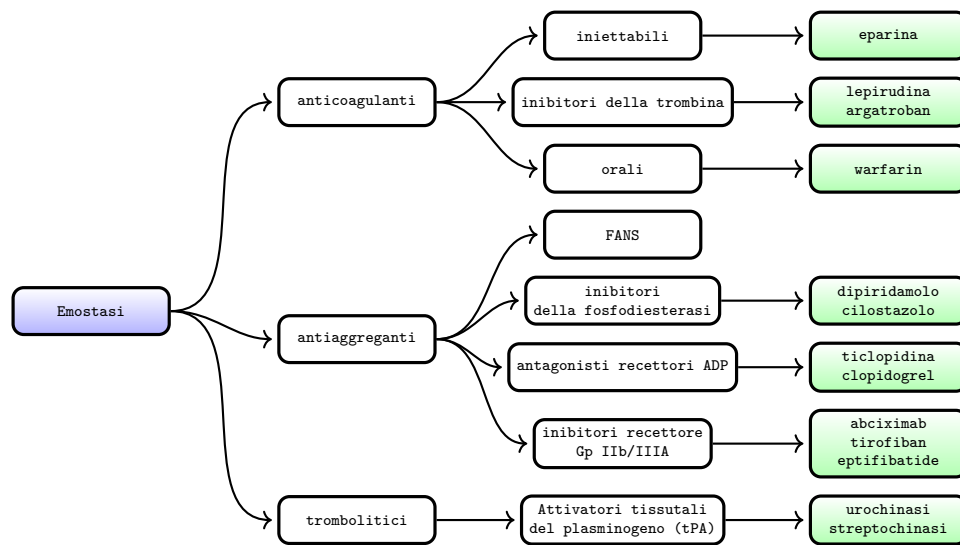 iniettabili
eparina
anticoagulanti
inibitori della trombina
lepirudina
argatroban
orali
warfarin
FANS
Emostasi
inibitori
della fosfodiesterasi
dipiridamolo
cilostazolo
antiaggreganti
antagonisti recettori ADP
ticlopidina
clopidogrel
inibitori recettore
Gp IIb/IIIA
abciximab
tirofiban
eptifibatide
trombolitici
Attivatori tissutali
del plasminogeno (tPA)
urochinasi
streptochinasi